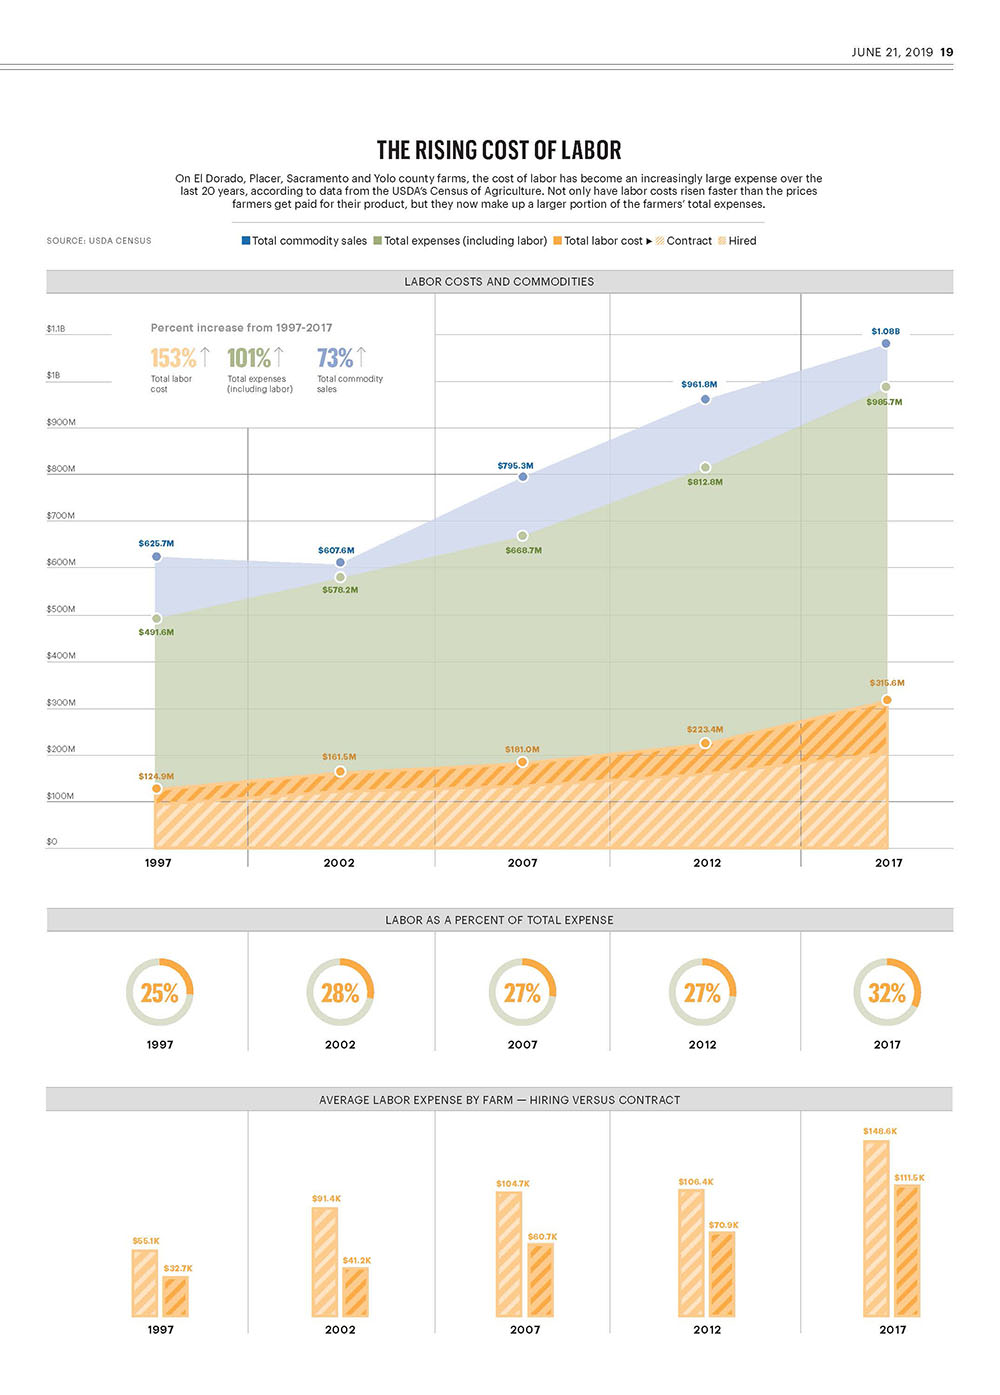 JUNE 21, 2019 19
THE RISING COST OF LABOR
On El Dorado, Placer, Sacramento and Yolo county farms, the cost of labor has become an increasingly large expense over the
last 20 years, according to data from the USDA's Census of Agriculture. Not only have labor costs risen faster than the prices
farmers get paid for their product, but they now make up a larger portion of the farmers' total expenses.
SOURCE: USDA CENSUS
Total commodity sales Total expenses (including labor) Total labor cost ▶ Contract Hired
LABOR COSTS AND COMMODITIES
Percent increase from 1997-2017
153% 101% 73%
Total labor cost
Total expenses (including labor)
Total commodity sales
$1.1B
$1B
$900M
$800M
$700M
$600M
$500M
$400M
$300M
$200M
$100M
$0
$625.7M
$607.6M
$795.3M
$961.8M
$1.08B
$491.6M
$578.2M
$668.7M
$812.8M
$985.7M
$124.9M
$161.5M
$181.0M
$223.4M
$315.6M
1997 2002 2007 2012 2017
LABOR AS A PERCENT OF TOTAL EXPENSE
25% 28% 27% 27% 32%
1997 2002 2007 2012 2017
AVERAGE LABOR EXPENSE BY FARM — HIRING VERSUS CONTRACT
$55.1K $32.7K
$91.4K $41.2K
$104.7K $60.7K
$106.4K $70.9K
$148.6K $111.5K
1997 2002 2007 2012 2017